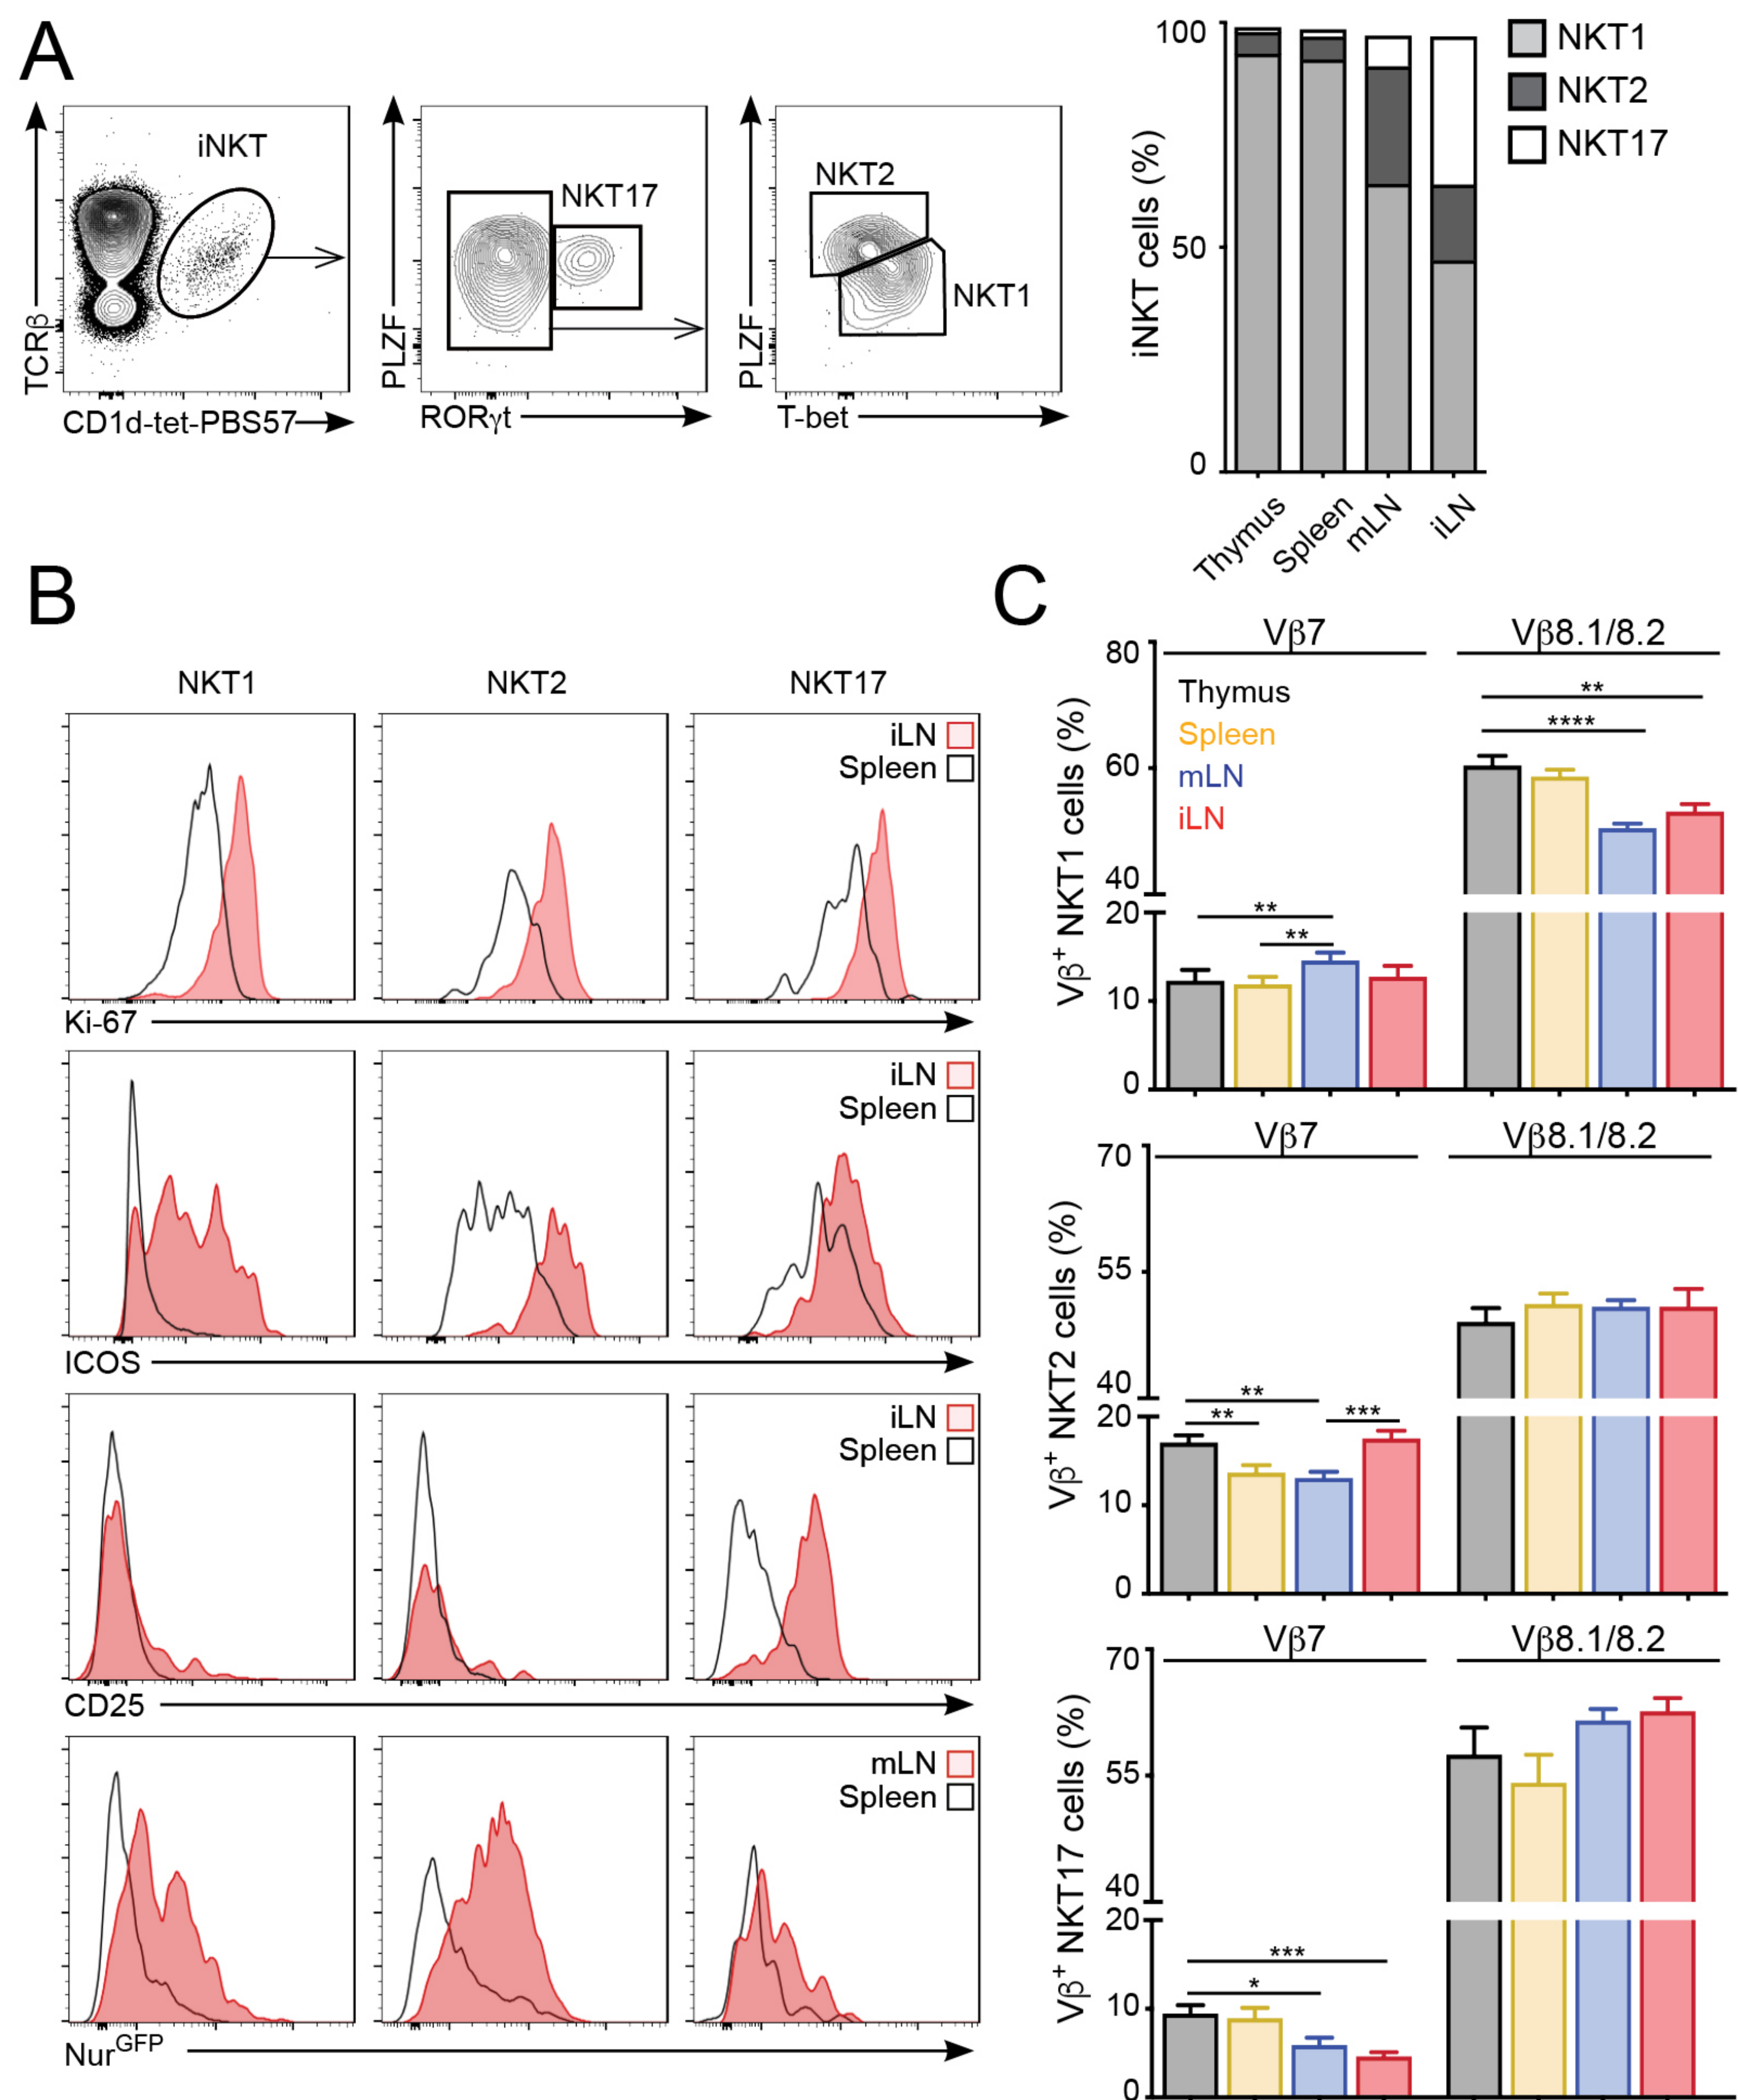 A
iNKT
TCRβ
CD1d-tet-PBS57
NKT17
PLZF
RORγt
NKT2
NKT1
PLZF
T-bet
iNKT cells (%)
100
50
0
Thymus
Spleen
mLN
iLN
NKT1
NKT2
NKT17
B
NKT1
NKT2
NKT17
iLN
Spleen
Ki-67
iLN
Spleen
ICOS
iLN
Spleen
CD25
mLN
Spleen
Nur^GFP
C
Vβ7
Vβ8.1/8.2
Vβ+ NKT1 cells (%)
80
60
40
20
10
0
Thymus
Spleen
mLN
iLN
**
**
**
****
Vβ7
Vβ8.1/8.2
Vβ+ NKT2 cells (%)
70
55
40
20
10
0
**
**
***
Vβ7
Vβ8.1/8.2
Vβ+ NKT17 cells (%)
70
55
40
20
10
0
***
*